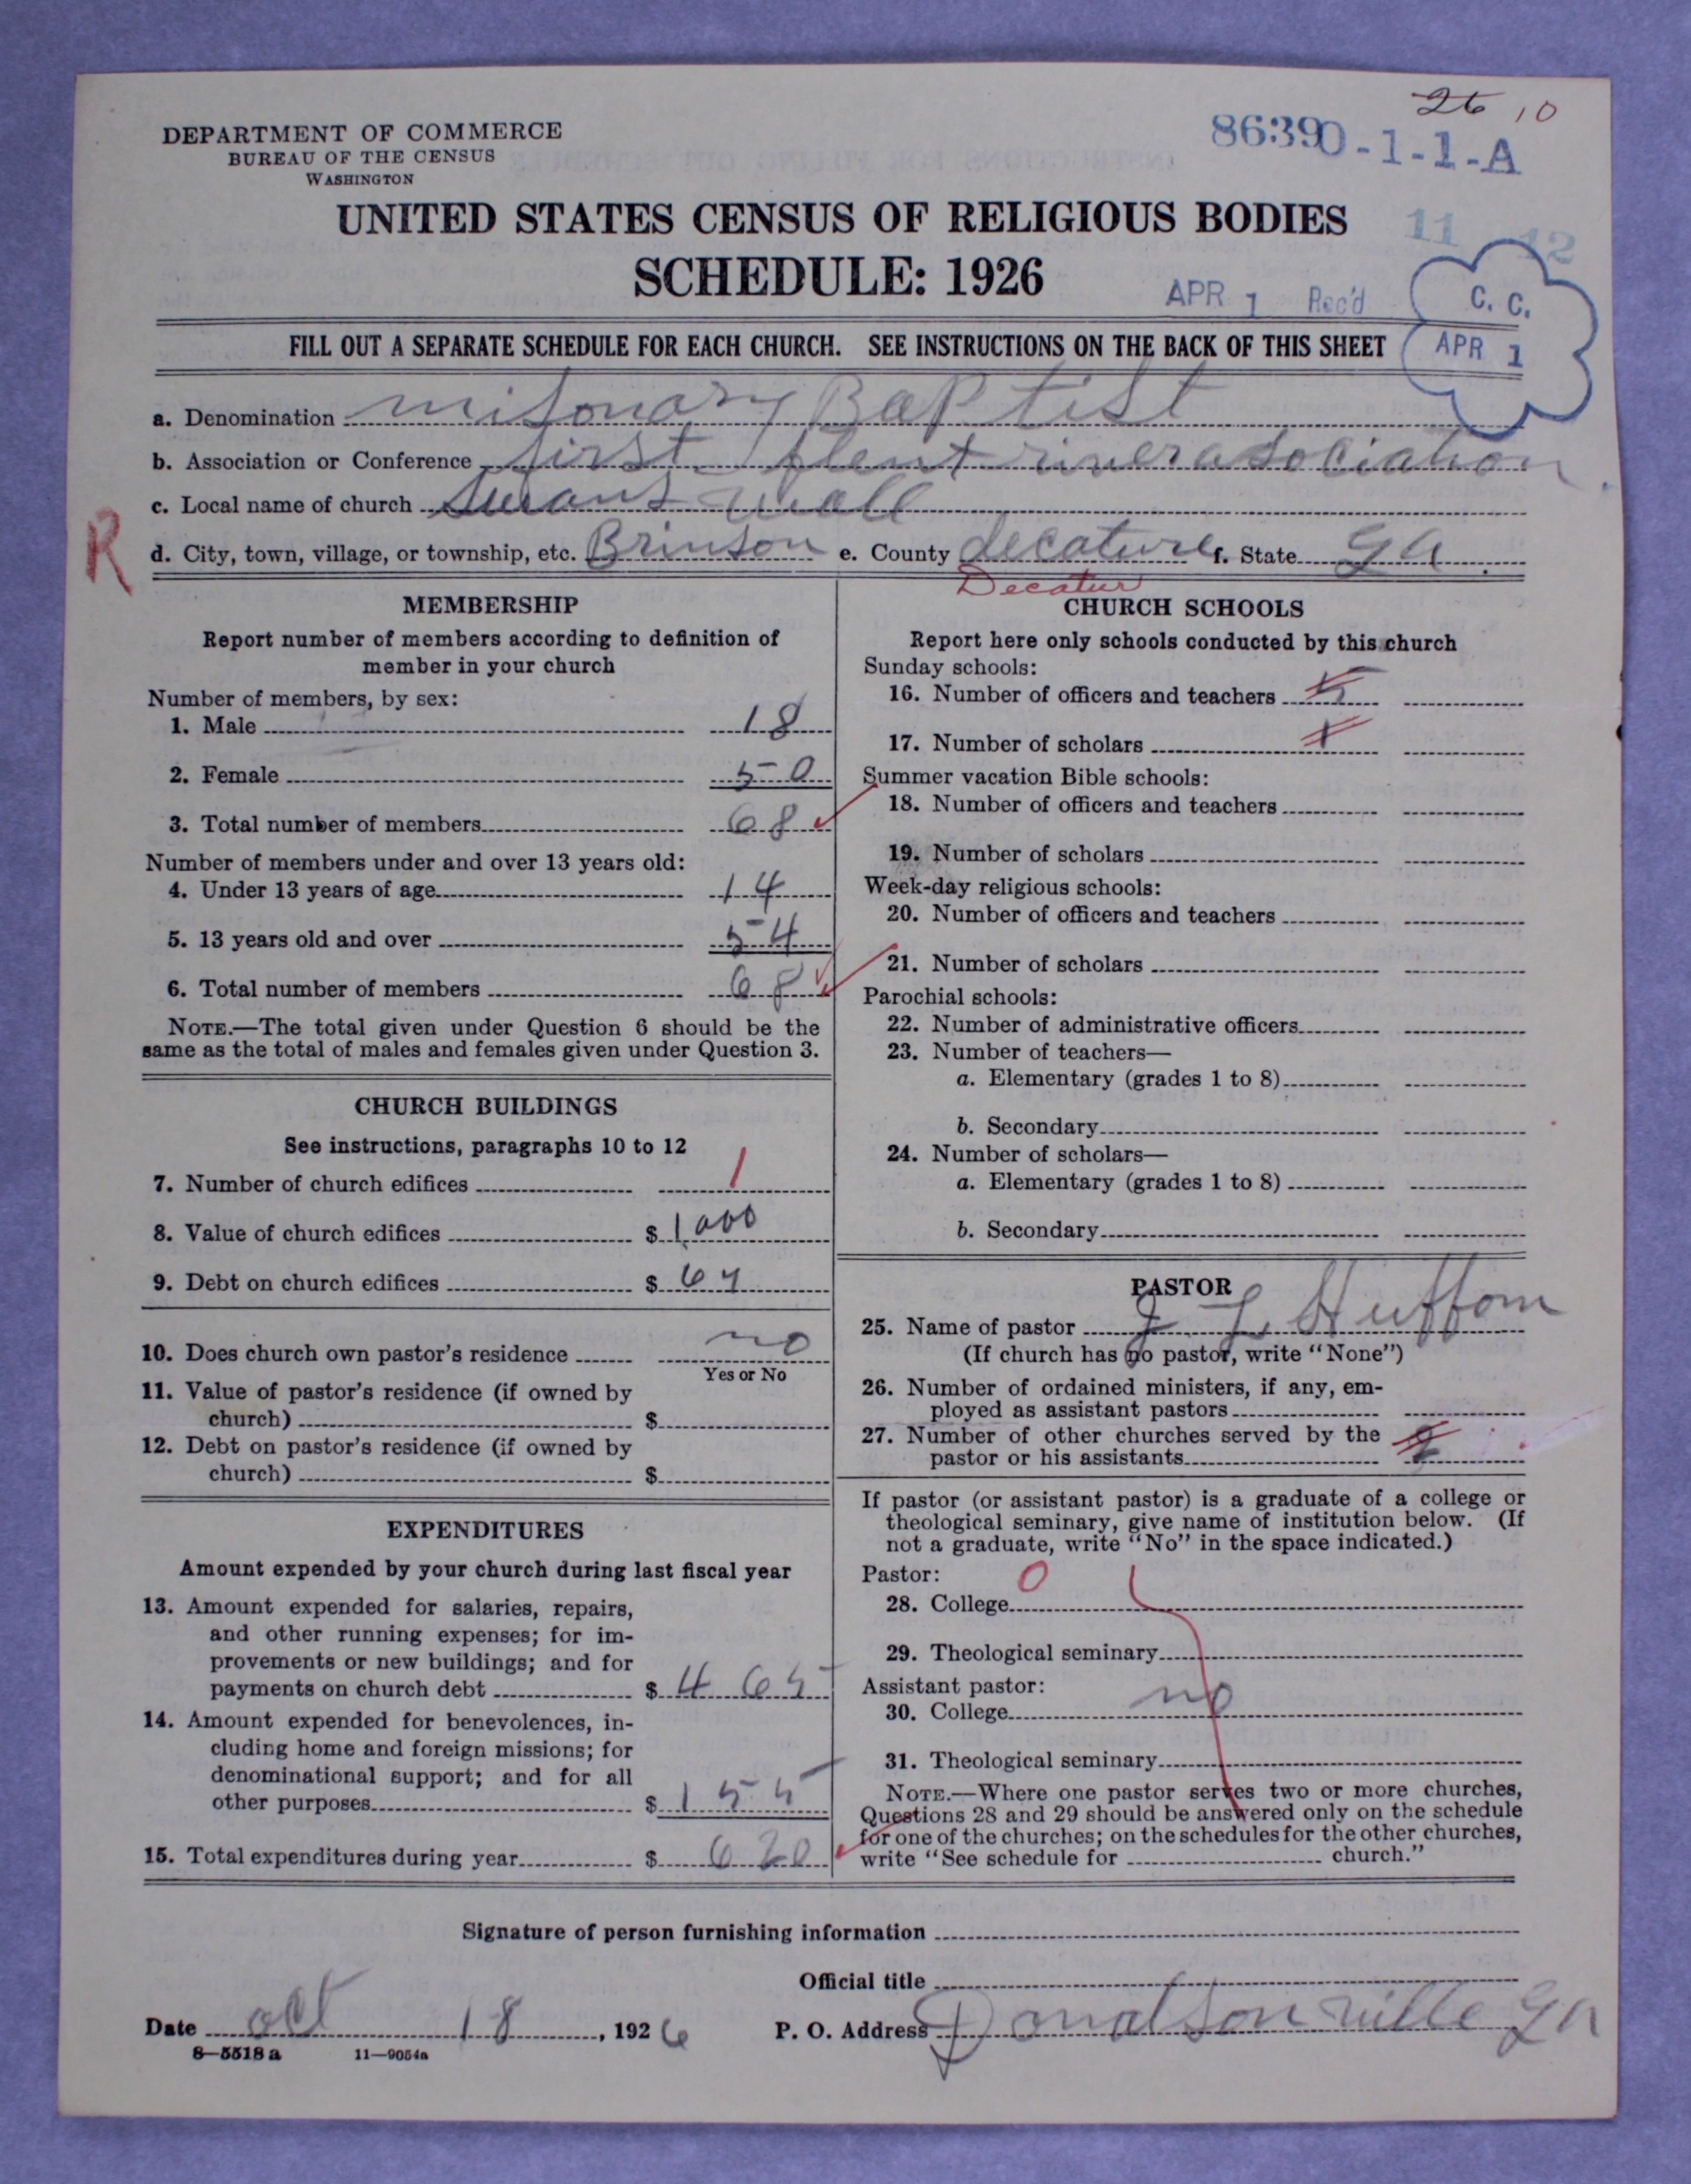 26 10
DEPARTMENT OF COMMERCE
BUREAU OF THE CENSUS
WASHINGTON
86390-1-1-A
UNITED STATES CENSUS OF RELIGIOUS BODIES
11 12
SCHEDULE: 1926
APR 1 Rec'd
C. C.
APR 1
FILL OUT A SEPARATE SCHEDULE FOR EACH CHURCH. SEE INSTRUCTIONS ON THE BACK OF THIS SHEET
a. Denomination misonary Baptist
b. Association or Conference first flent river asociation
c. Local name of church
R
d. City, town, village, or township, etc. Brinson e. County decature f. State Ga.
Decatur
MEMBERSHIP
Report number of members according to definition of
member in your church
Number of members, by sex:
1. Male 18
2. Female 50
3. Total number of members 68
Number of members under and over 13 years old:
4. Under 13 years of age 14
5. 13 years old and over 54
6. Total number of members 68
NOTE.—The total given under Question 6 should be the
same as the total of males and females given under Question 3.
CHURCH BUILDINGS
See instructions, paragraphs 10 to 12
7. Number of church edifices 1
8. Value of church edifices $ 1,000
9. Debt on church edifices $
10. Does church own pastor's residence no
Yes or No
11. Value of pastor's residence (if owned by
church) $
12. Debt on pastor's residence (if owned by
church) $
EXPENDITURES
Amount expended by your church during last fiscal year
13. Amount expended for salaries, repairs,
and other running expenses; for im-
provements or new buildings; and for
payments on church debt $ 465
14. Amount expended for benevolences, in-
cluding home and foreign missions; for
denominational support; and for all
other purposes $ 155
15. Total expenditures during year $ 620
CHURCH SCHOOLS
Report here only schools conducted by this church
Sunday schools:
16. Number of officers and teachers 5
17. Number of scholars
Summer vacation Bible schools:
18. Number of officers and teachers
19. Number of scholars
Week-day religious schools:
20. Number of officers and teachers
21. Number of scholars
Parochial schools:
22. Number of administrative officers
23. Number of teachers—
a. Elementary (grades 1 to 8)
b. Secondary
24. Number of scholars—
a. Elementary (grades 1 to 8)
b. Secondary
PASTOR
25. Name of pastor J L Huffom
(If church has no pastor, write "None")
26. Number of ordained ministers, if any, em-
ployed as assistant pastors
27. Number of other churches served by the
pastor or his assistants 2
If pastor (or assistant pastor) is a graduate of a college or
theological seminary, give name of institution below. (If
not a graduate, write "No" in the space indicated.)
Pastor: 0
28. College
29. Theological seminary
Assistant pastor:
30. College no
31. Theological seminary
NOTE.—Where one pastor serves two or more churches,
Questions 28 and 29 should be answered only on the schedule
for one of the churches; on the schedules for the other churches,
write "See schedule for church."
Signature of person furnishing information
Official title
Date oct 18, 1926 P. O. Address Donalsonville Ga
8—5518 a 11—9054a